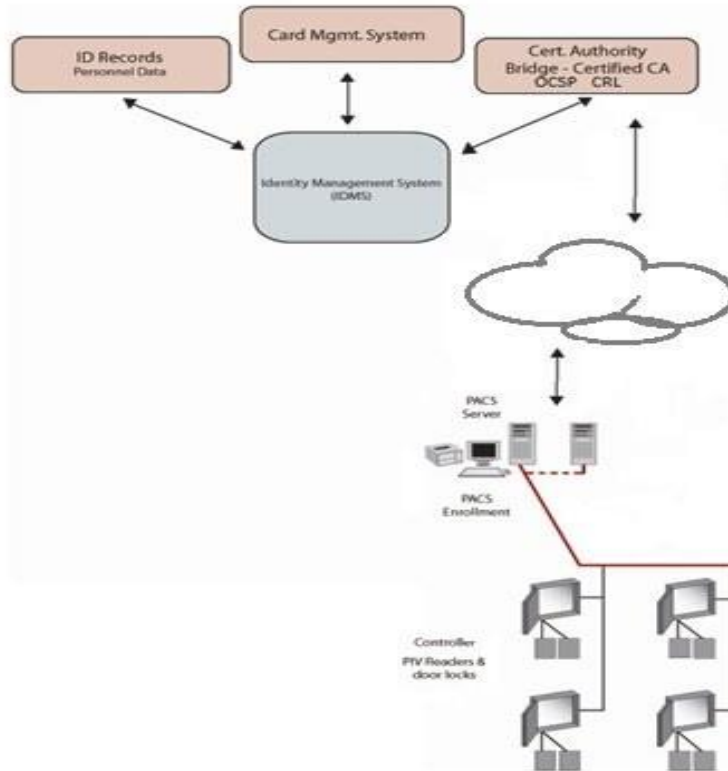 Card Mgmt. System
ID Records
Personnel Data
Cert. Authority
Bridge - Certified CA
OCSP CRL
Identity Management System
(IDMS)
PACS
Server
PACS
Enrollment
Controller
PIV Readers &
door locks